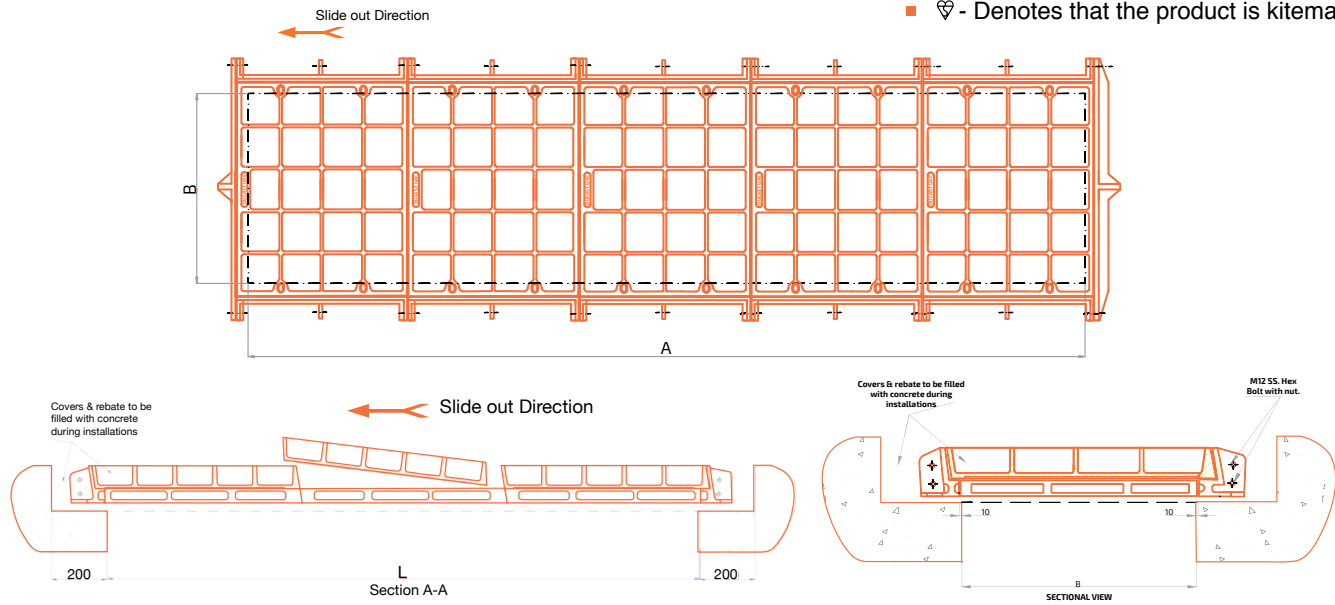 Slide out Direction
- Denotes that the product is kitema
B
A
Covers & rebate to be
filled with concrete
during installations
Slide out Direction
200
L
200
Section A-A
Covers & rebate to be filled
with concrete during
installations
M12 SS. Hex
Bolt with nut.
10
10
B
SECTIONAL VIEW